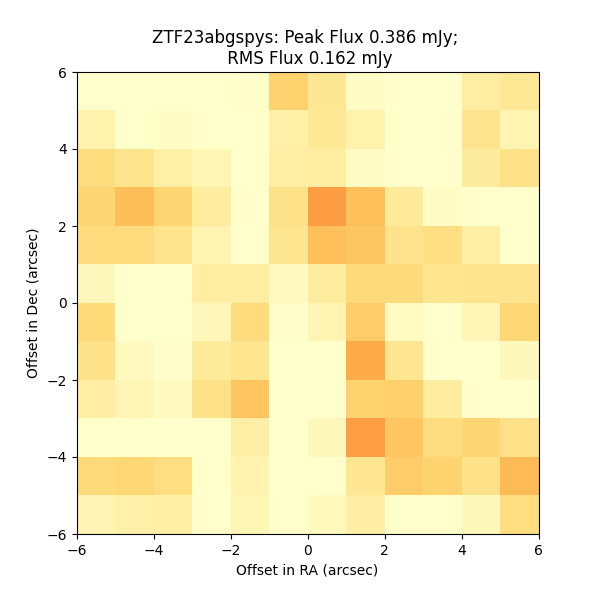 ZTF23abgspys: Peak Flux 0.386 mJy;
RMS Flux 0.162 mJy
6
4
2
0
−2
−4
−6
Offset in Dec (arcsec)
−6 −4 −2 0 2 4 6
Offset in RA (arcsec)